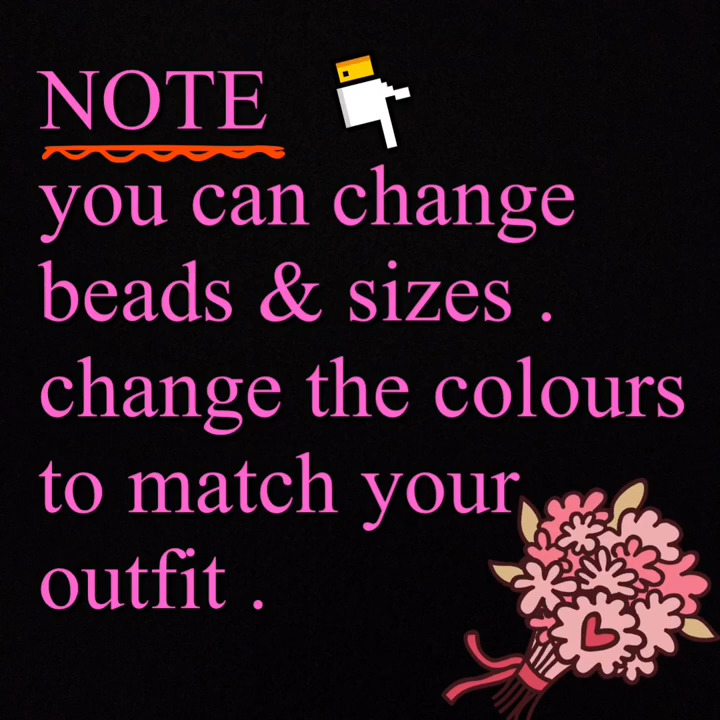 NOTE
you can change
beads & sizes .
change the colours
to match your
outfit .